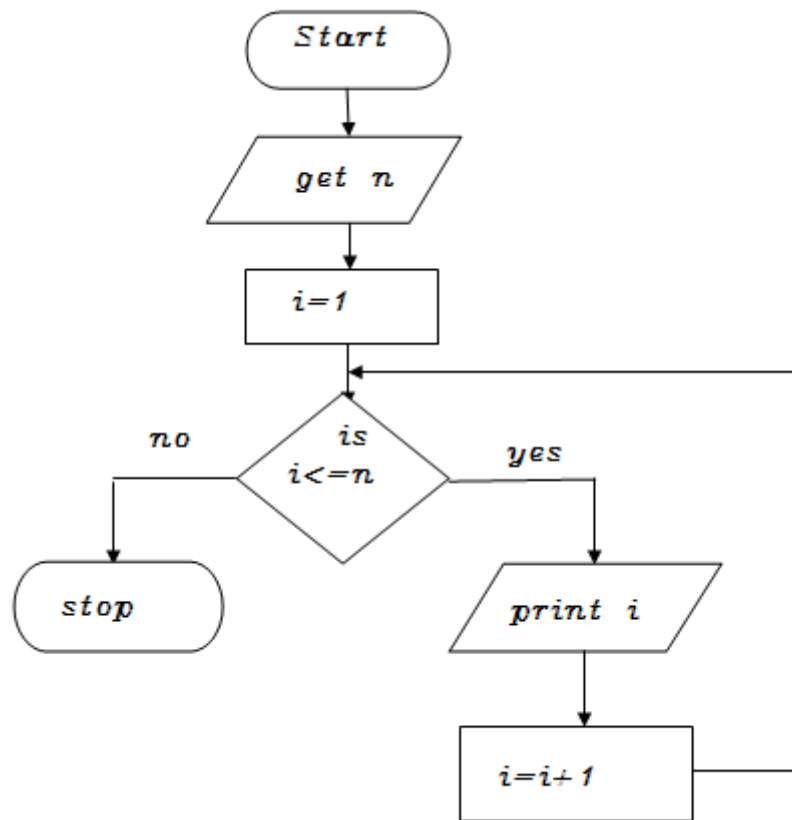 Start
get n
i=1
is
i<=n
no
yes
stop
print i
i=i+1